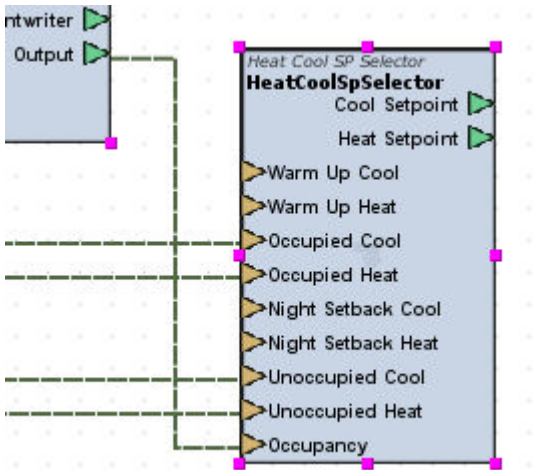 ntwriter
Output
Heat Cool SP Selector
HeatCoolSpSelector
Cool Setpoint
Heat Setpoint
Warm Up Cool
Warm Up Heat
Occupied Cool
Occupied Heat
Night Setback Cool
Night Setback Heat
Unoccupied Cool
Unoccupied Heat
Occupancy